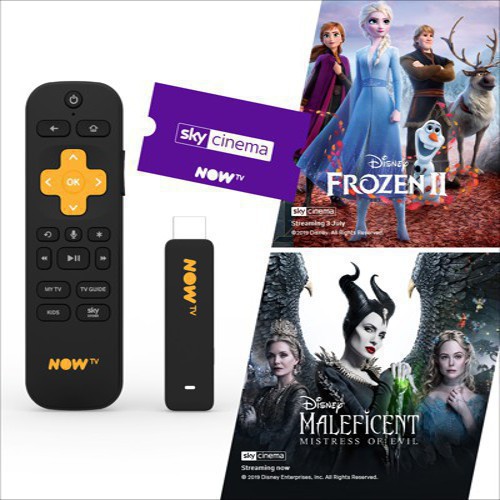 OK
MY TV
TV GUIDE
KIDS
sky
NOW TV
sky cinema
NOW TV
NOW TV
Disney
FROZEN II
sky cinema
Streaming 3 July
© 2019 Disney. All Rights Reserved.
Disney
MALEFICENT
MISTRESS OF EVIL
sky cinema
Streaming now
© 2019 Disney Enterprises, Inc. All Rights Reserved.